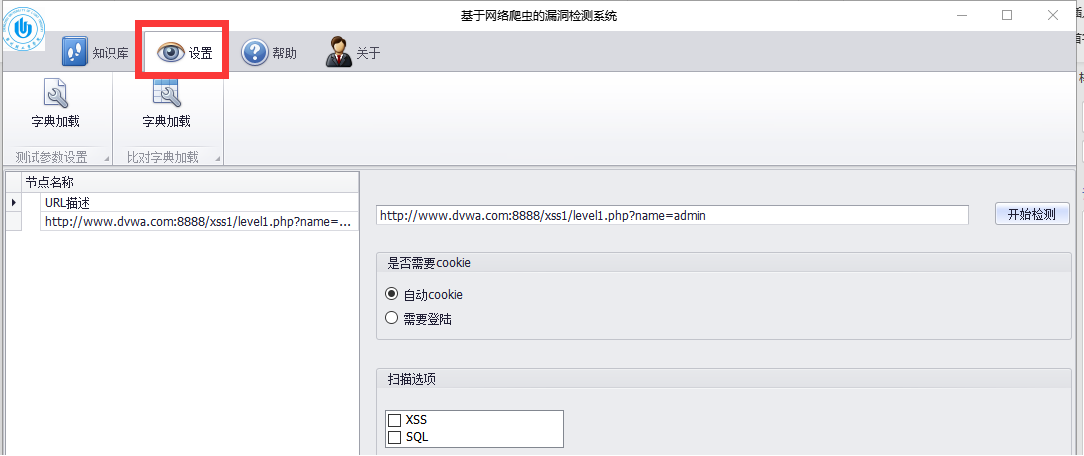 基于网络爬虫的漏洞检测系统
知识库
设置
帮助
关于
字典加载
字典加载
测试参数设置
比对字典加载
节点名称
URL描述
http://www.dvwa.com:8888/xss1/level1.php?name=...
http://www.dvwa.com:8888/xss1/level1.php?name=admin
开始检测
是否需要cookie
自动cookie
需要登陆
扫描选项
XSS
SQL